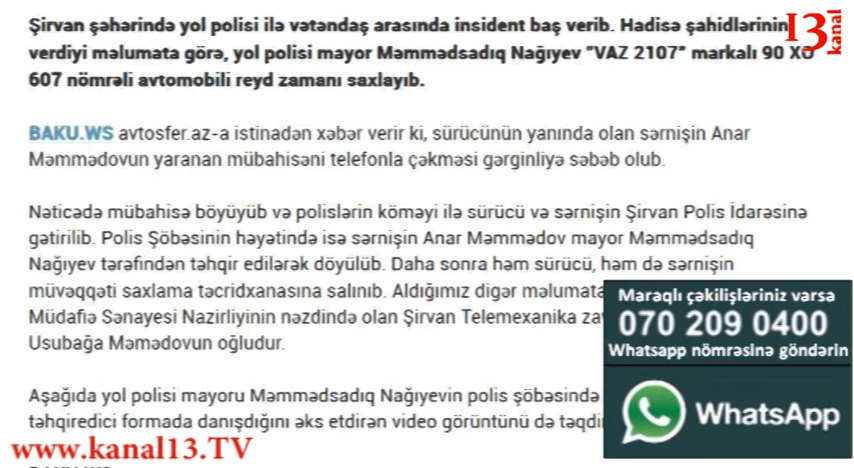 Şirvan şəhərində yol polisi ilə vətəndaş arasında insident baş verib. Hadisə şahidlərinin
verdiyi məlumata görə, yol polisi mayor Məmmədsadıq Nağıyev "VAZ 2107" markalı 90 XO
607 nömrəli avtomobili reyd zamanı saxlayıb.
13 kanal
BAKU.WS avtosfer.az-a istinadən xəbər verir ki, sürücünün yanında olan sərnişin Anar
Məmmədovun yaranan mübahisəni telefonla çəkməsi gərginliyə səbəb olub.
Nəticədə mübahisə böyüyüb və polislərin köməyi ilə sürücü və sərnişin Şirvan Polis İdarəsinə
gətirilib. Polis Şöbəsinin həyətində isə sərnişin Anar Məmmədov mayor Məmmədsadıq
Nağıyev tərəfindən təhqir edilərək döyülüb. Daha sonra həm sürücü, həm də sərnişin
müvəqqəti saxlama təcridxanasına salınıb. Aldığımız digər məlumata
Müdafiə Sənayesi Nazirliyinin nəzdində olan Şirvan Telemexanika
Usubağa Məmədovun oğludur.
Aşağıda yol polisi mayoru Məmmədsadıq Nağıyevin polis şöbəsində
təhqiredici formada danışdığını əks etdirən video görüntünü də
Maraqlı çəkilişləriniz varsa
070 209 0400
Whatsapp nömrəsinə göndərin
WhatsApp
www.kanal13.TV